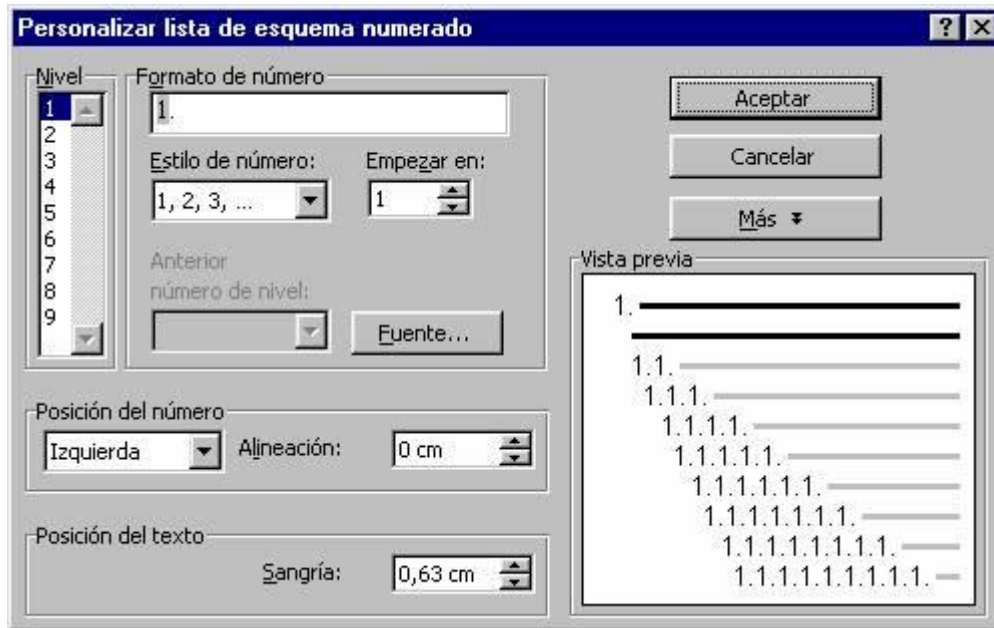 Personalizar lista de esquema numerado
Nivel
1
2
3
4
5
6
7
8
9
Formato de número
1.
Estilo de número:
Empezar en:
1, 2, 3, ...
1
Anterior
número de nivel:
Fuente...
Aceptar
Cancelar
Más
Posición del número
Izquierda
Alineación:
0 cm
Posición del texto
Sangría:
0,63 cm
Vista previa
1.
1.1.
1.1.1.
1.1.1.1.
1.1.1.1.1.
1.1.1.1.1.1.
1.1.1.1.1.1.1.
1.1.1.1.1.1.1.1.
1.1.1.1.1.1.1.1.1.